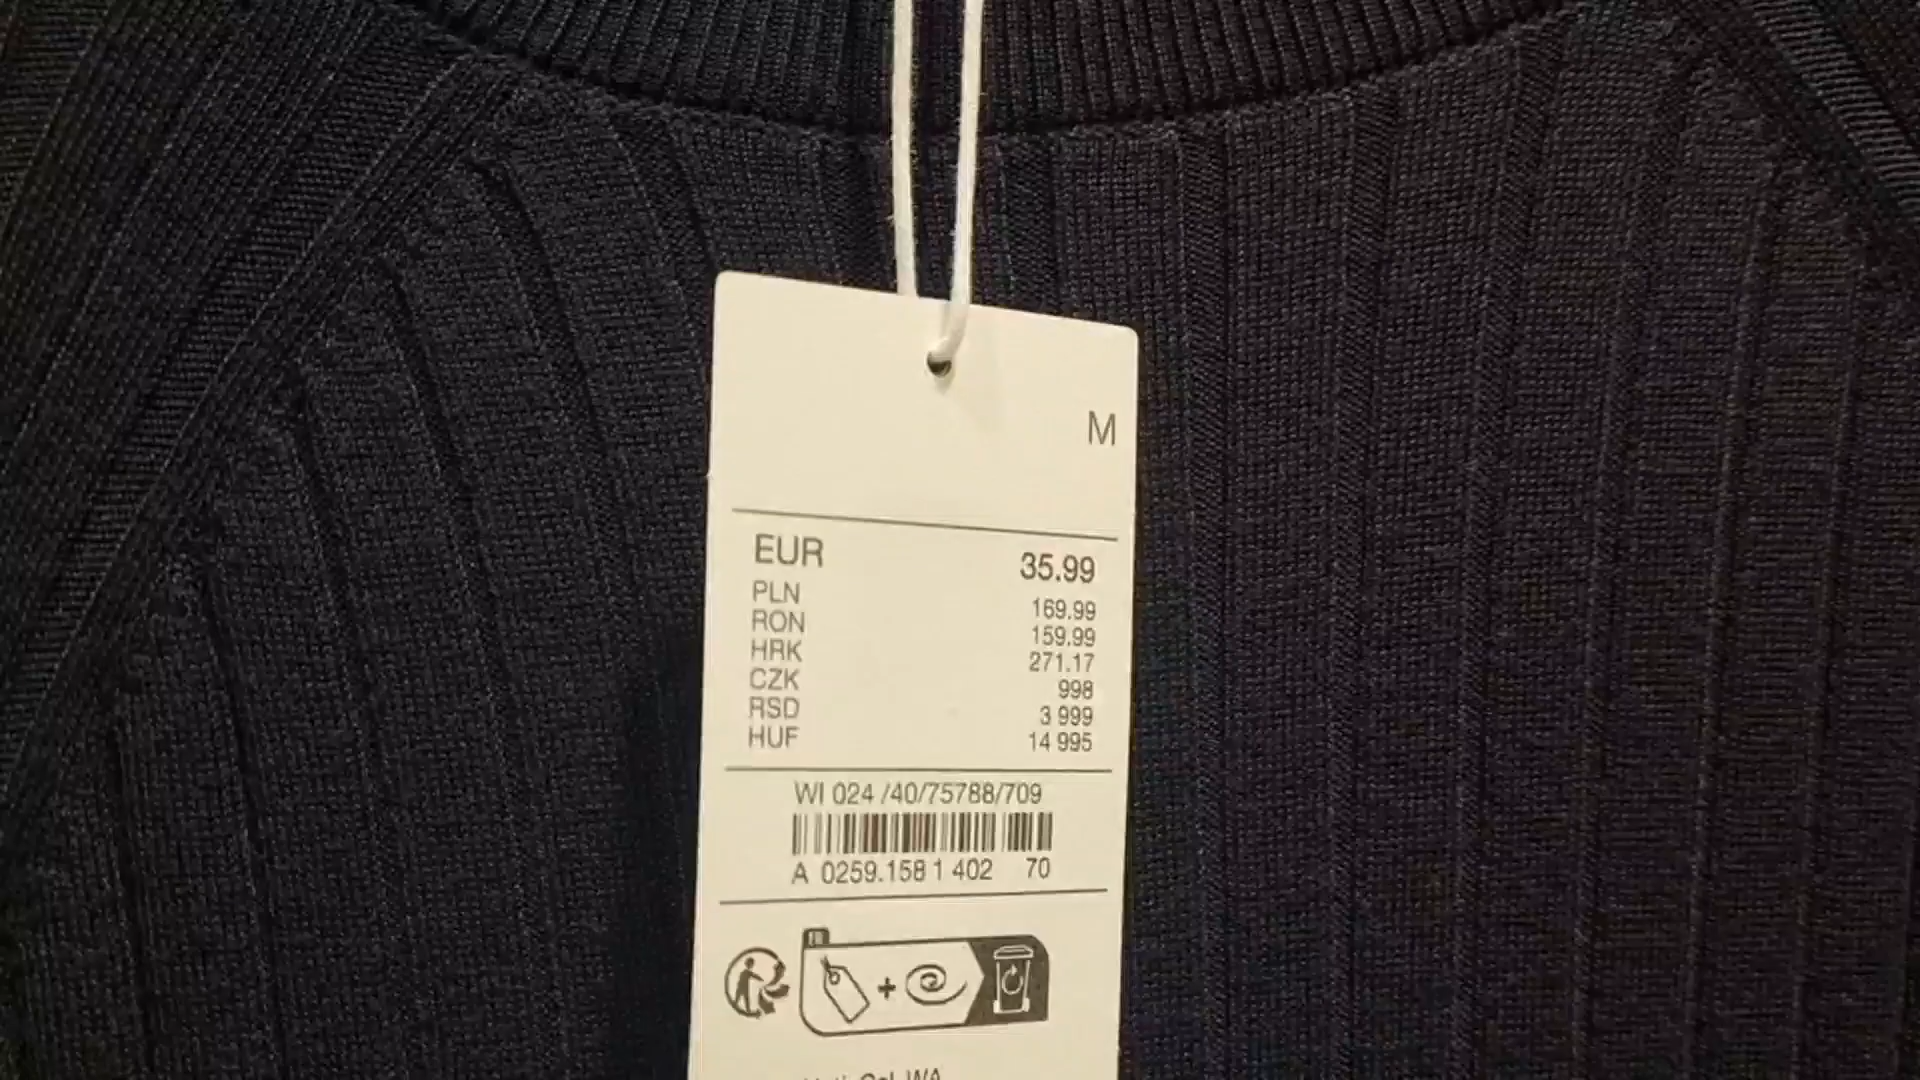 M
EUR 35.99
PLN 169.99
RON 159.99
HRK 271.17
CZK 998
RSD 3 999
HUF 14 995
WI 024 /40/75788/709
A 0259.158 1 402 70
+
WA